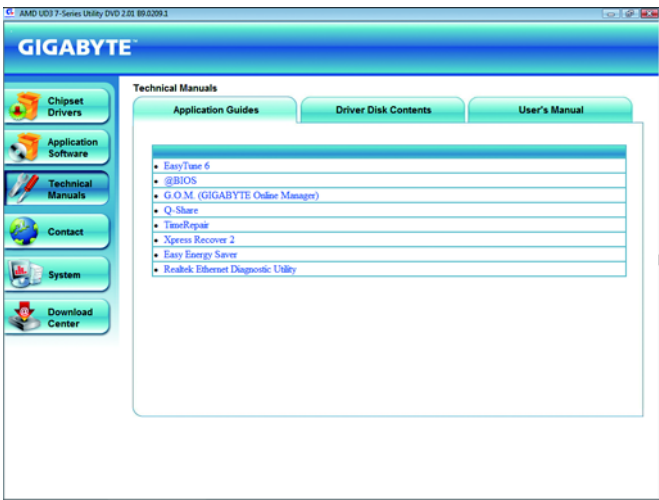 AMD UD3 7-Series Utility DVD 2.01 B9.0209.1
GIGABYTE™
Chipset
Drivers
Application
Software
Technical
Manuals
Contact
System
Download
Center
Technical Manuals
Application Guides
Driver Disk Contents
User's Manual
• EasyTune 6
• @BIOS
• G.O.M. (GIGABYTE Online Manager)
• Q-Share
• TimeRepair
• Xpress Recover 2
• Easy Energy Saver
• Realtek Ethernet Diagnostic Utility